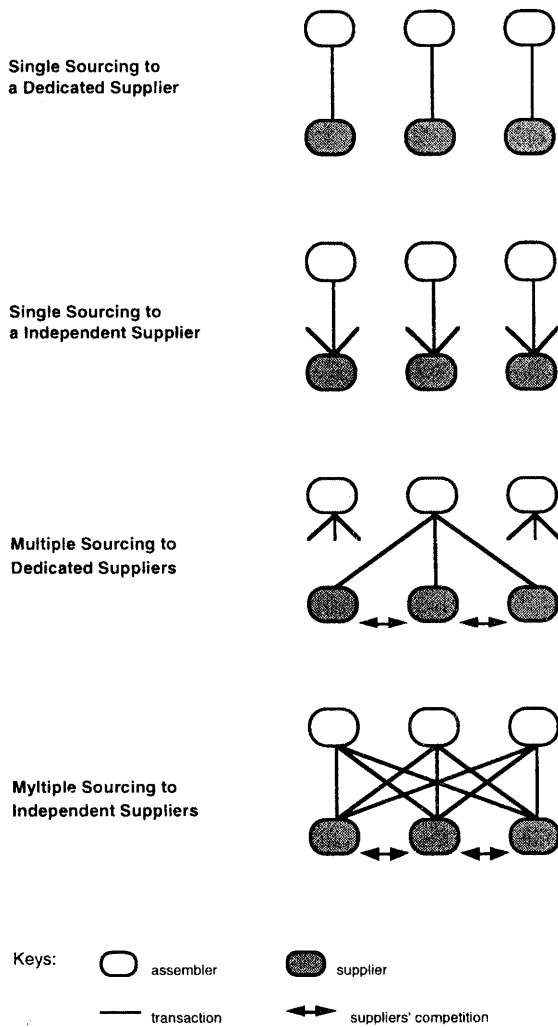 Single Sourcing to
a Dedicated Supplier
Single Sourcing to
a Independent Supplier
Multiple Sourcing to
Dedicated Suppliers
Myltiple Sourcing to
Independent Suppliers
Keys:
assembler
supplier
transaction
suppliers' competition